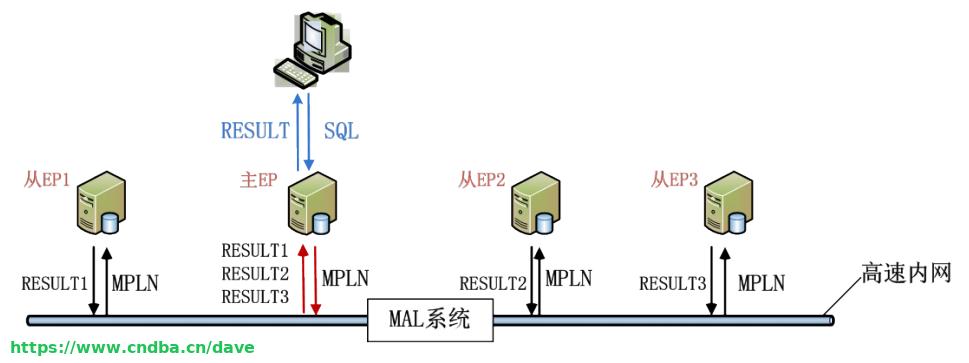 RESULT
SQL
从EP1
主EP
从EP2
从EP3
RESULT1
MPLN
RESULT1
RESULT2
RESULT3
MPLN
RESULT2
MPLN
RESULT3
MPLN
高速内网
MAL系统
https://www.cndba.cn/dave